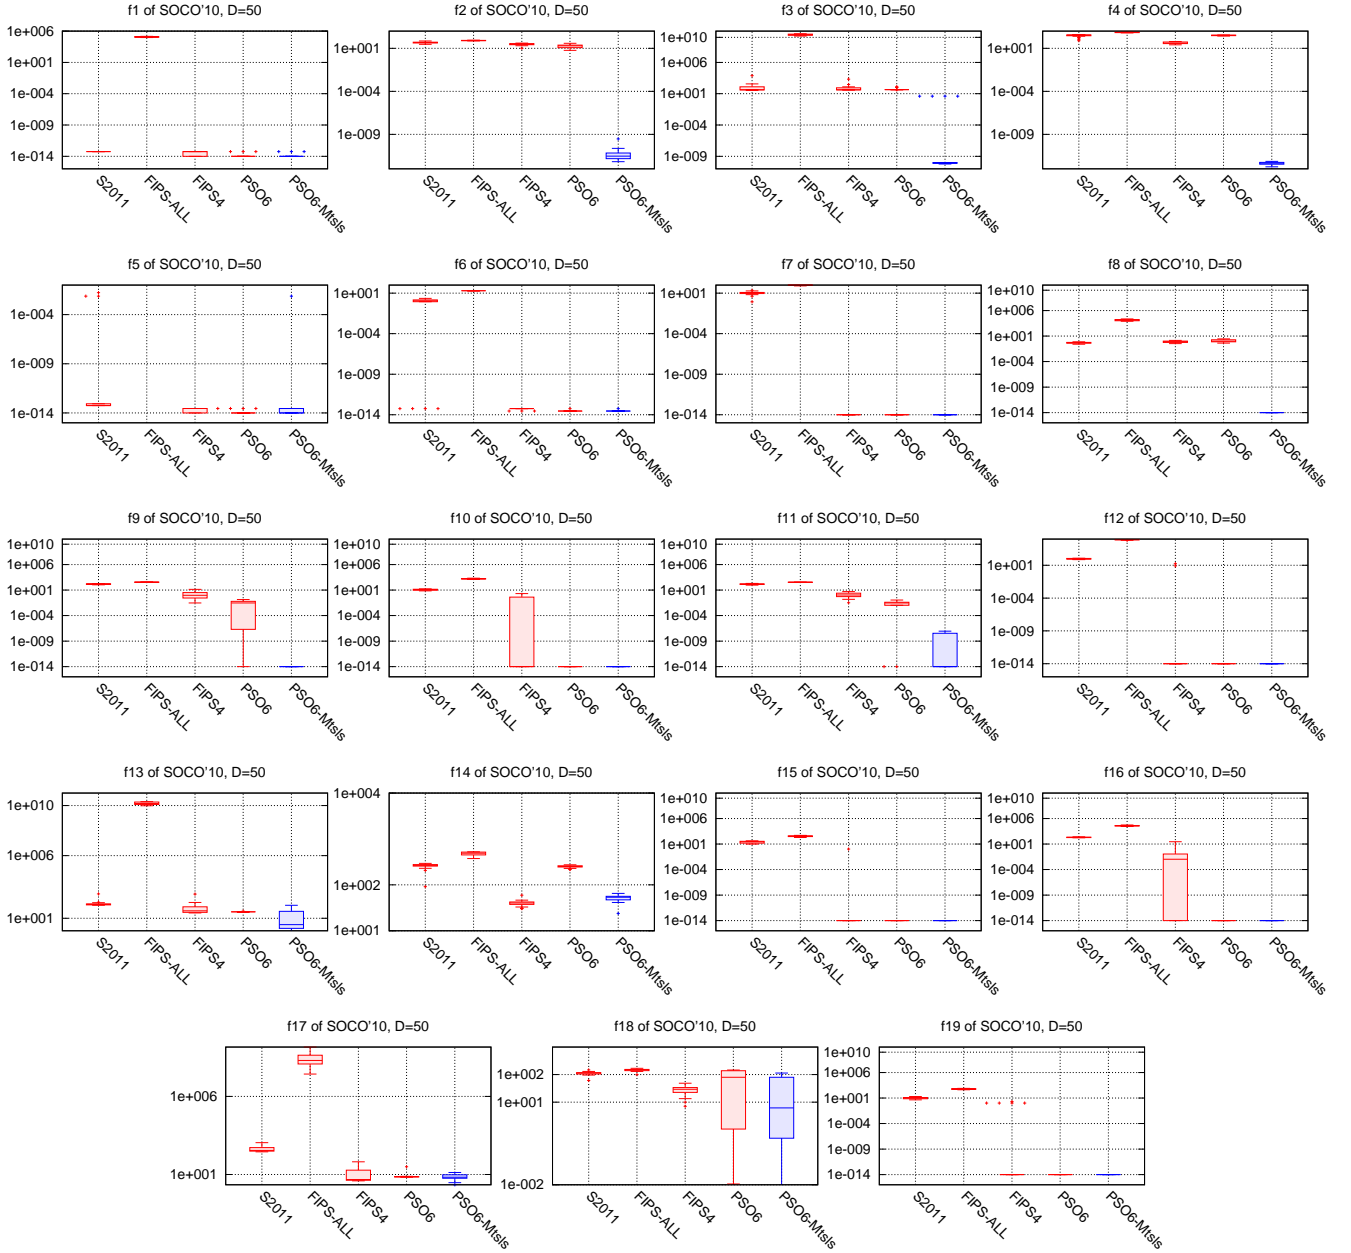 f1 of SOCO'10, D=50
1e+006
1e+001
1e-004
1e-009
1e-014
S2011
FIPS-ALL
FIPS4
PSO6
PSO6-Mtsls
f2 of SOCO'10, D=50
1e+001
1e-004
1e-009
S2011
FIPS-ALL
FIPS4
PSO6
PSO6-Mtsls
f3 of SOCO'10, D=50
1e+010
1e+006
1e+001
1e-004
1e-009
S2011
FIPS-ALL
FIPS4
PSO6
PSO6-Mtsls
f4 of SOCO'10, D=50
1e+001
1e-004
1e-009
S2011
FIPS-ALL
FIPS4
PSO6
PSO6-Mtsls
f5 of SOCO'10, D=50
1e-004
1e-009
1e-014
S2011
FIPS-ALL
FIPS4
PSO6
PSO6-Mtsls
f6 of SOCO'10, D=50
1e+001
1e-004
1e-009
1e-014
S2011
FIPS-ALL
FIPS4
PSO6
PSO6-Mtsls
f7 of SOCO'10, D=50
1e+001
1e-004
1e-009
1e-014
S2011
FIPS-ALL
FIPS4
PSO6
PSO6-Mtsls
f8 of SOCO'10, D=50
1e+010
1e+006
1e+001
1e-004
1e-009
1e-014
S2011
FIPS-ALL
FIPS4
PSO6
PSO6-Mtsls
f9 of SOCO'10, D=50
1e+010
1e+006
1e+001
1e-004
1e-009
1e-014
S2011
FIPS-ALL
FIPS4
PSO6
PSO6-Mtsls
f10 of SOCO'10, D=50
1e+010
1e+006
1e+001
1e-004
1e-009
1e-014
S2011
FIPS-ALL
FIPS4
PSO6
PSO6-Mtsls
f11 of SOCO'10, D=50
1e+010
1e+006
1e+001
1e-004
1e-009
1e-014
S2011
FIPS-ALL
FIPS4
PSO6
PSO6-Mtsls
f12 of SOCO'10, D=50
1e+001
1e-004
1e-009
1e-014
S2011
FIPS-ALL
FIPS4
PSO6
PSO6-Mtsls
f13 of SOCO'10, D=50
1e+010
1e+006
1e+001
S2011
FIPS-ALL
FIPS4
PSO6
PSO6-Mtsls
f14 of SOCO'10, D=50
1e+004
1e+002
1e+001
S2011
FIPS-ALL
FIPS4
PSO6
PSO6-Mtsls
f15 of SOCO'10, D=50
1e+010
1e+006
1e+001
1e-004
1e-009
1e-014
S2011
FIPS-ALL
FIPS4
PSO6
PSO6-Mtsls
f16 of SOCO'10, D=50
1e+010
1e+006
1e+001
1e-004
1e-009
1e-014
S2011
FIPS-ALL
FIPS4
PSO6
PSO6-Mtsls
f17 of SOCO'10, D=50
1e+006
1e+001
S2011
FIPS-ALL
FIPS4
PSO6
PSO6-Mtsls
f18 of SOCO'10, D=50
1e+002
1e+001
1e-002
S2011
FIPS-ALL
FIPS4
PSO6
PSO6-Mtsls
f19 of SOCO'10, D=50
1e+010
1e+006
1e+001
1e-004
1e-009
1e-014
S2011
FIPS-ALL
FIPS4
PSO6
PSO6-Mtsls